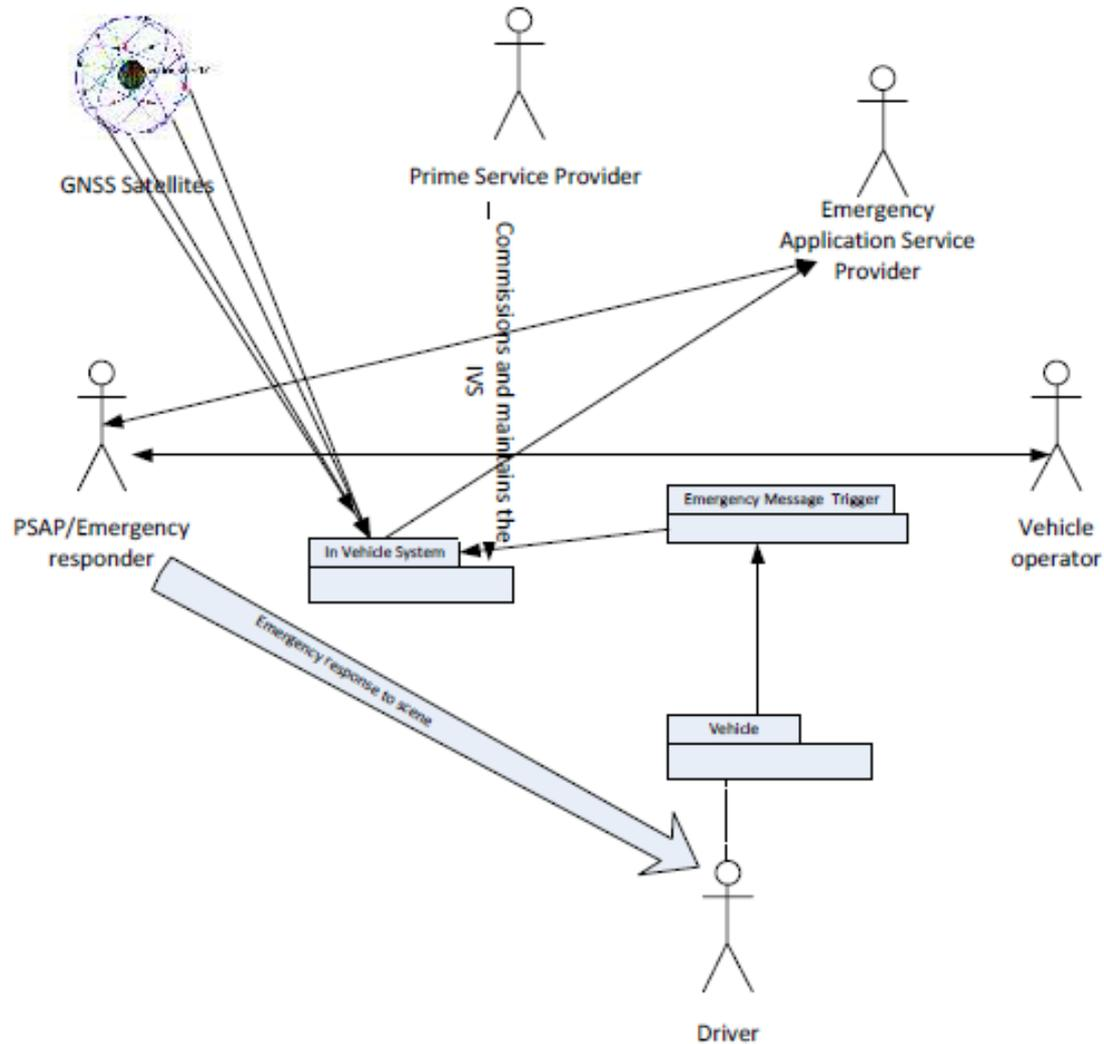 GNSS Satellites
Prime Service Provider
Emergency
Application Service
Provider
Commissions and maintains the
IVS
PSAP/Emergency
responder
In Vehicle System
Emergency Message Trigger
Vehicle
operator
Emergency response to scene
Vehicle
Driver